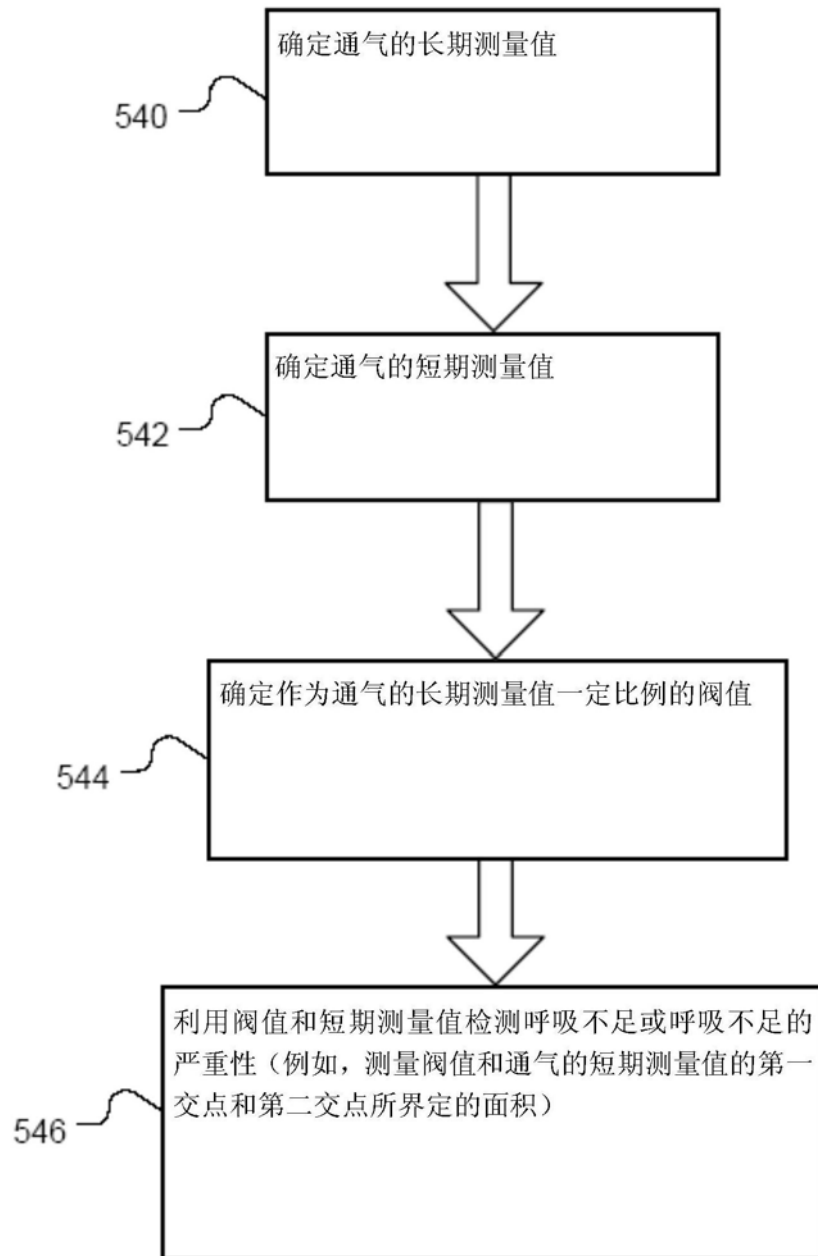 确定通气的长期测量值
540
确定通气的短期测量值
542
确定作为通气的长期测量值一定比例的阀值
544
利用阀值和短期测量值检测呼吸不足或呼吸不足的
严重性（例如，测量阀值和通气的短期测量值的第一
交点和第二交点所界定的面积）
546